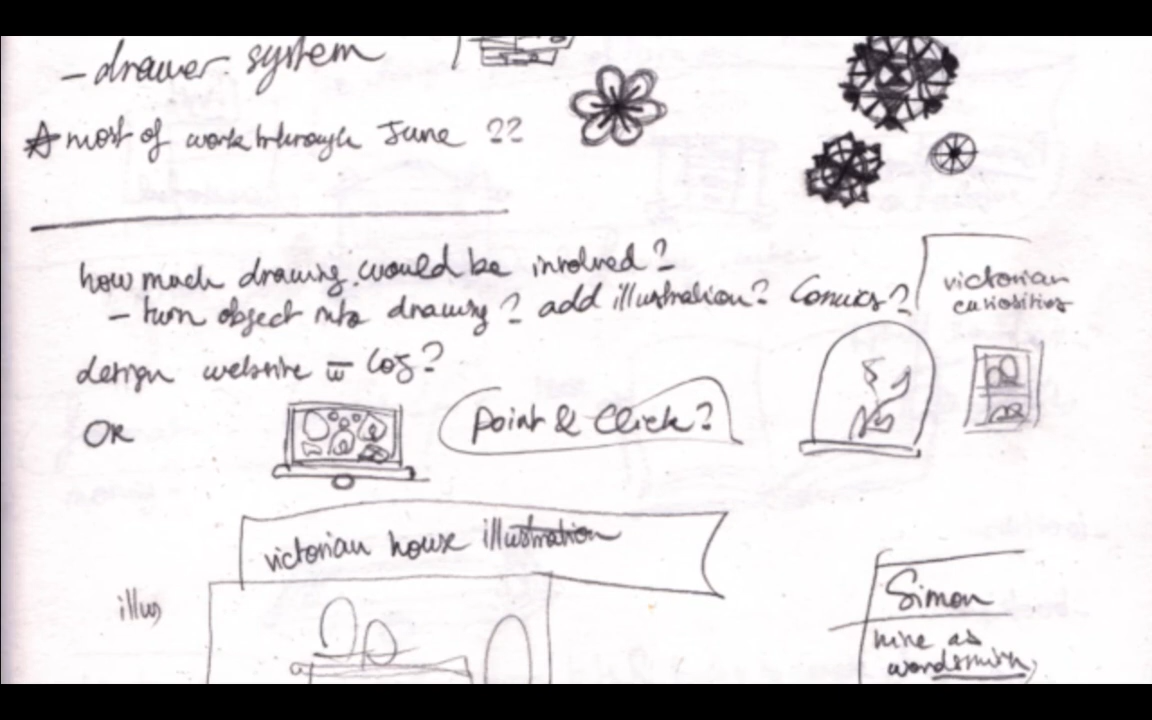 - drawer system
☆ most of work through June ??
how much drawing would be involved?
- turn object into drawing? add illustration? Comics?
victorian
curiosities
design website w̅ COS?
OR
Point & Click?
victorian house illustration
illus
Simon
hire as
wordsmith,